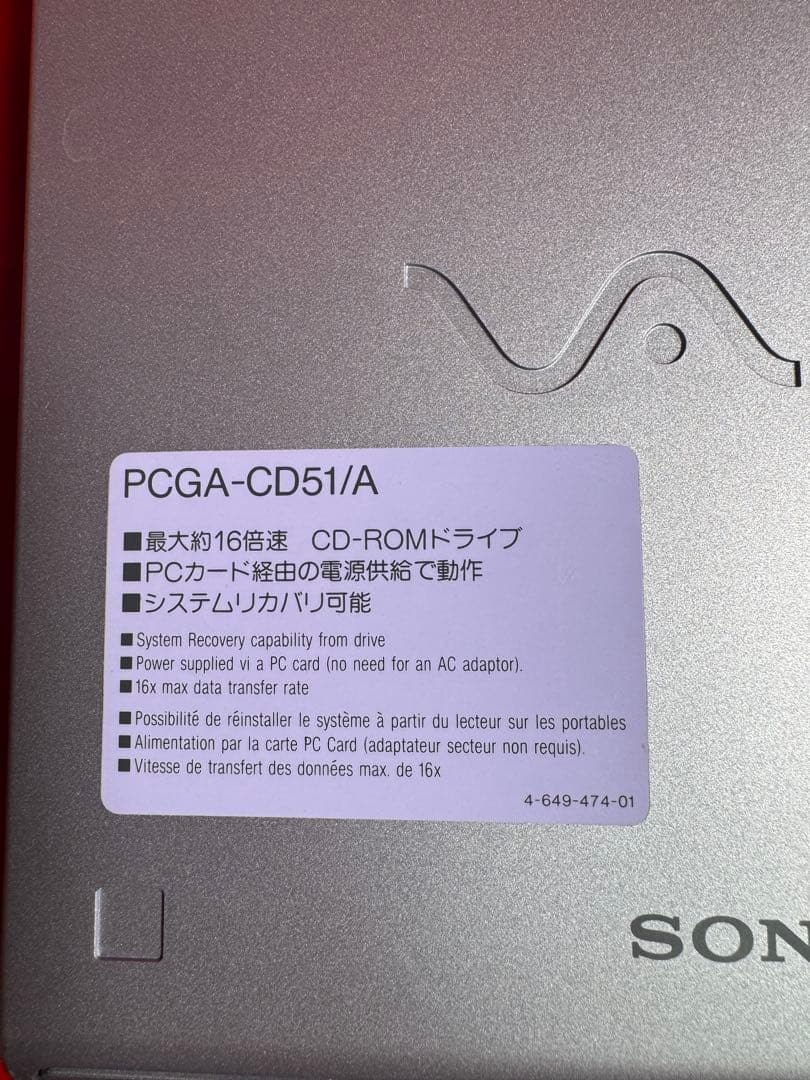 PCGA-CD51/A
■最大約16倍速 CD-ROMドライブ
■PCカード経由の電源供給で動作
■システムリカバリ可能
■System Recovery capability from drive
■Power supplied vi a PC card (no need for an AC adaptor).
■16x max data transfer rate
■Possibilité de réinstaller le système à partir du lecteur sur les portables
■Alimentation par la carte PC Card (adaptateur secteur non requis).
■Vitesse de transfert des données max. de 16x
4-649-474-01
SON